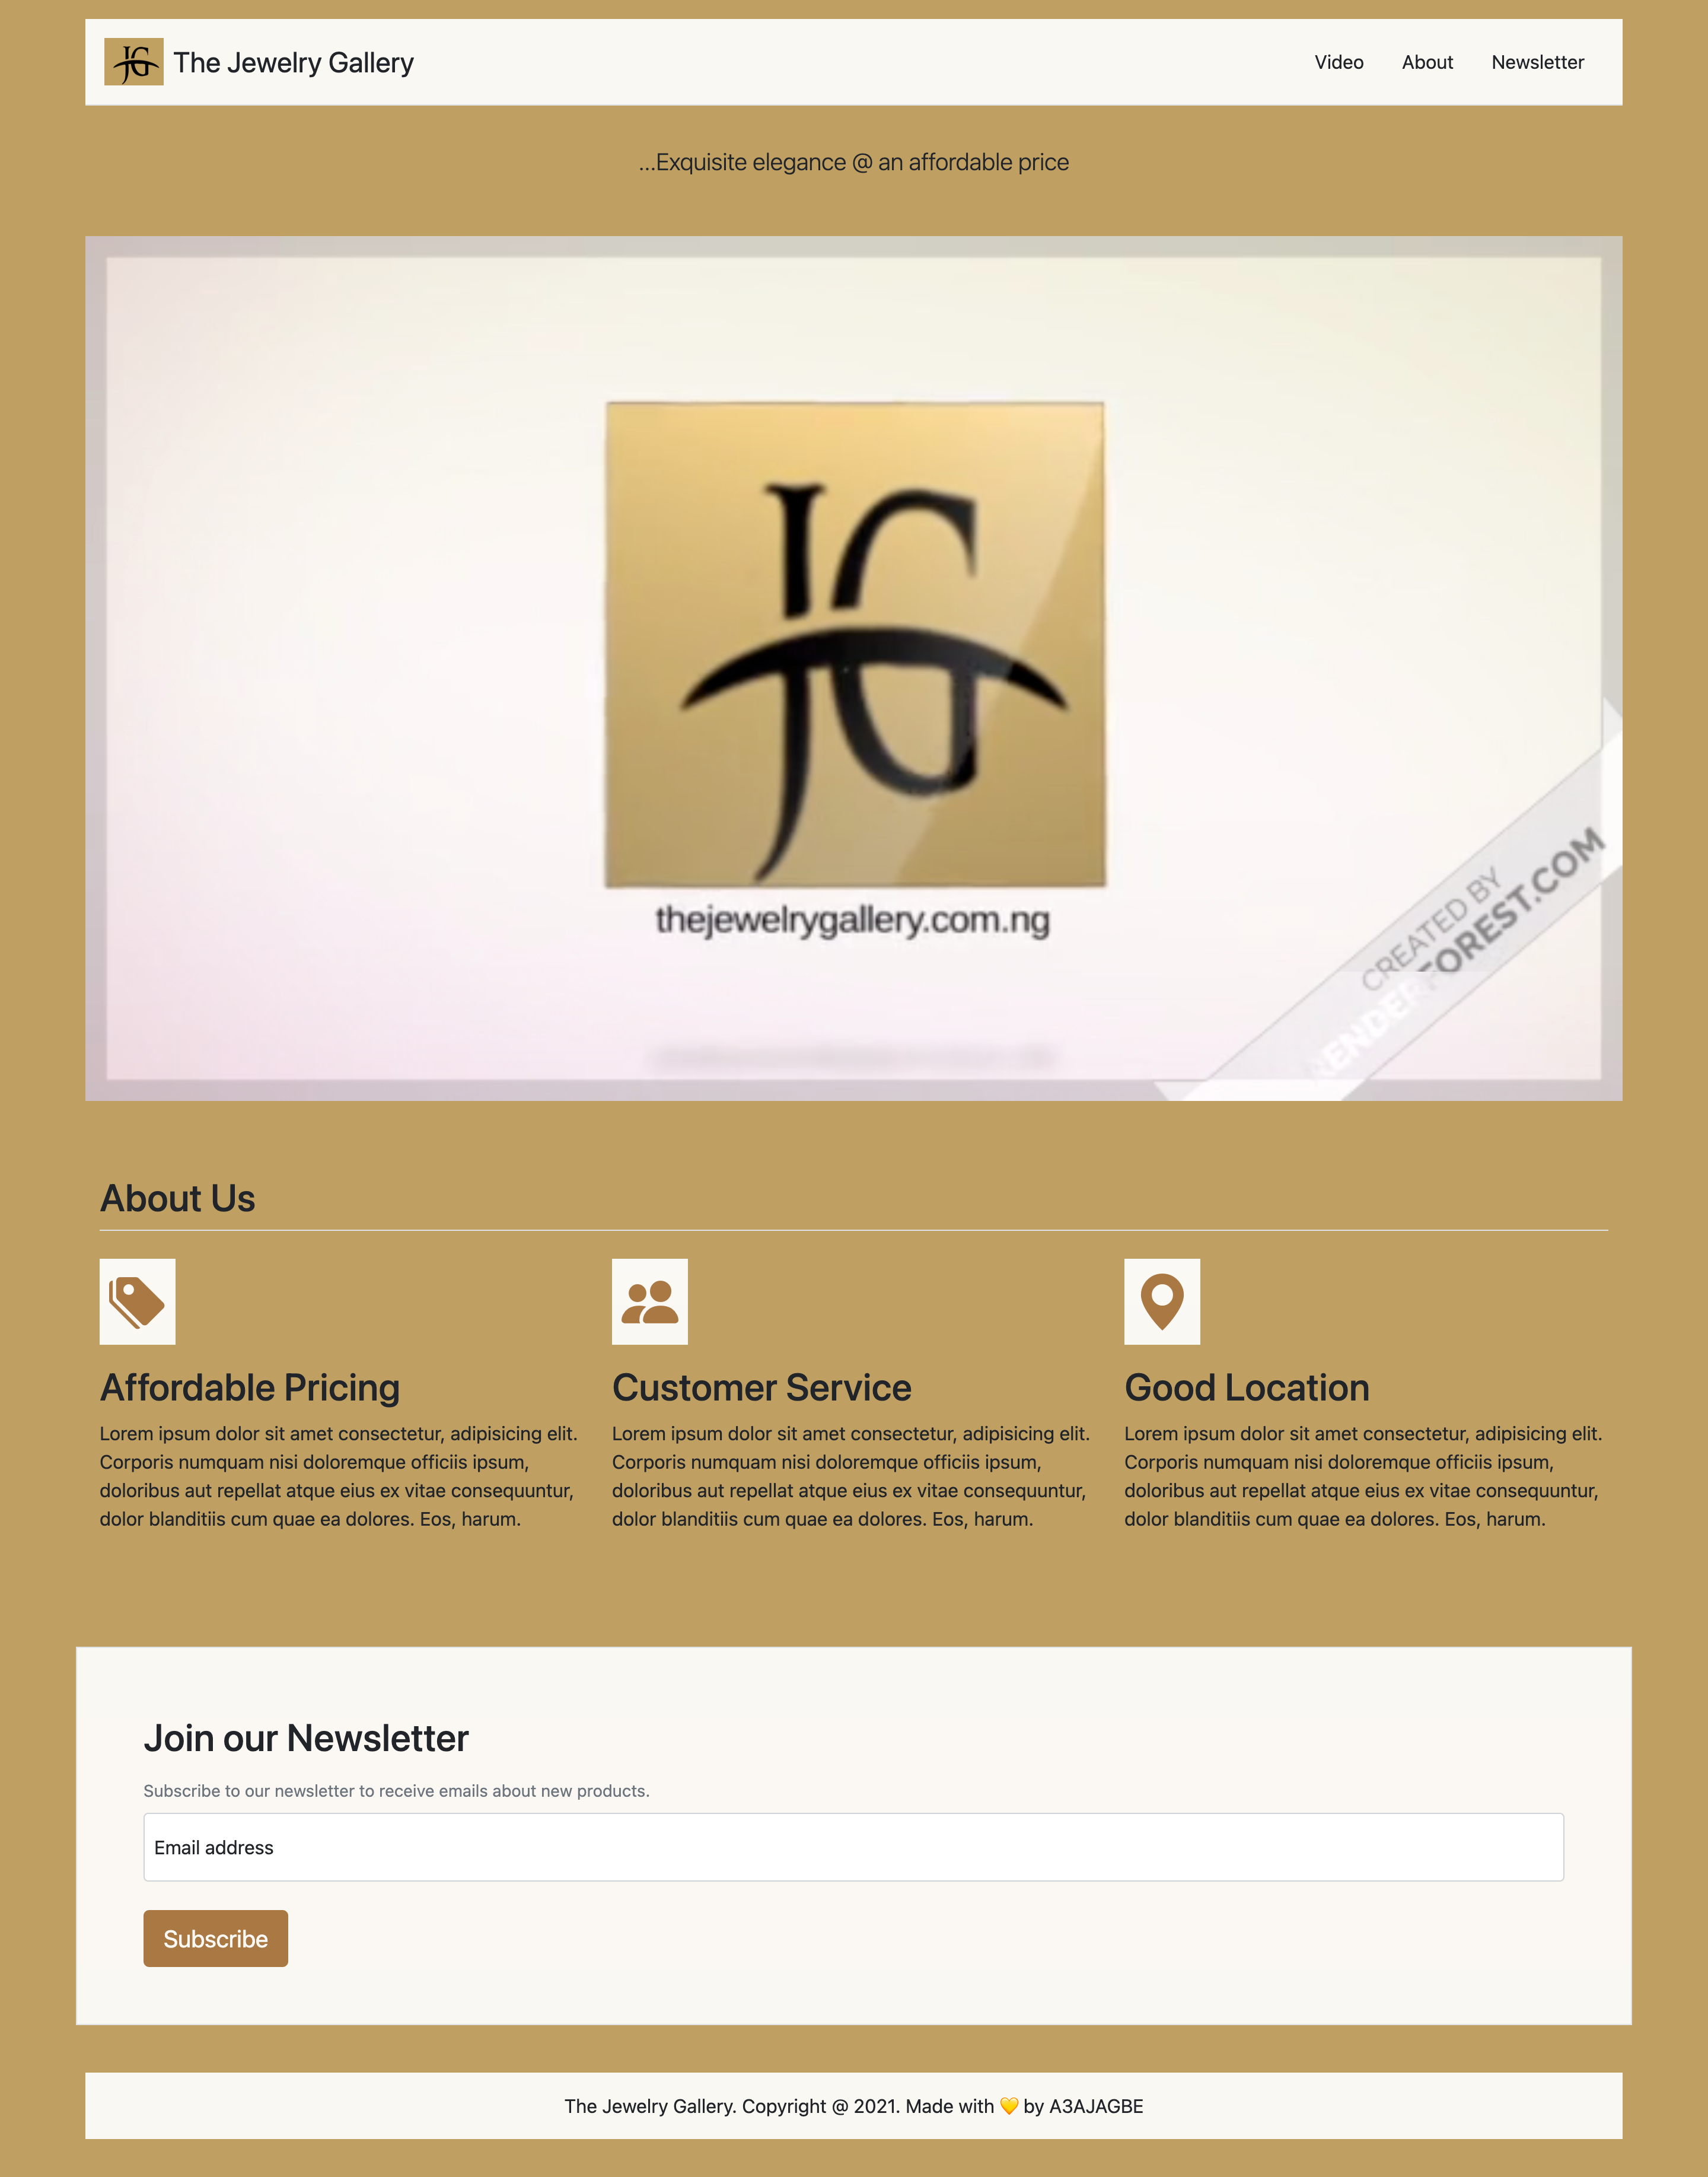 JG The Jewelry Gallery
Video About Newsletter
...Exquisite elegance @ an affordable price
JG
thejewelrygallery.com.ng
CREATED BY
RENDERFOREST.COM
About Us
Affordable Pricing
Lorem ipsum dolor sit amet consectetur, adipisicing elit.
Corporis numquam nisi doloremque officiis ipsum,
doloribus aut repellat atque eius ex vitae consequuntur,
dolor blanditiis cum quae ea dolores. Eos, harum.
Customer Service
Lorem ipsum dolor sit amet consectetur, adipisicing elit.
Corporis numquam nisi doloremque officiis ipsum,
doloribus aut repellat atque eius ex vitae consequuntur,
dolor blanditiis cum quae ea dolores. Eos, harum.
Good Location
Lorem ipsum dolor sit amet consectetur, adipisicing elit.
Corporis numquam nisi doloremque officiis ipsum,
doloribus aut repellat atque eius ex vitae consequuntur,
dolor blanditiis cum quae ea dolores. Eos, harum.
Join our Newsletter
Subscribe to our newsletter to receive emails about new products.
Email address
Subscribe
The Jewelry Gallery. Copyright @ 2021. Made with 💛 by A3AJAGBE